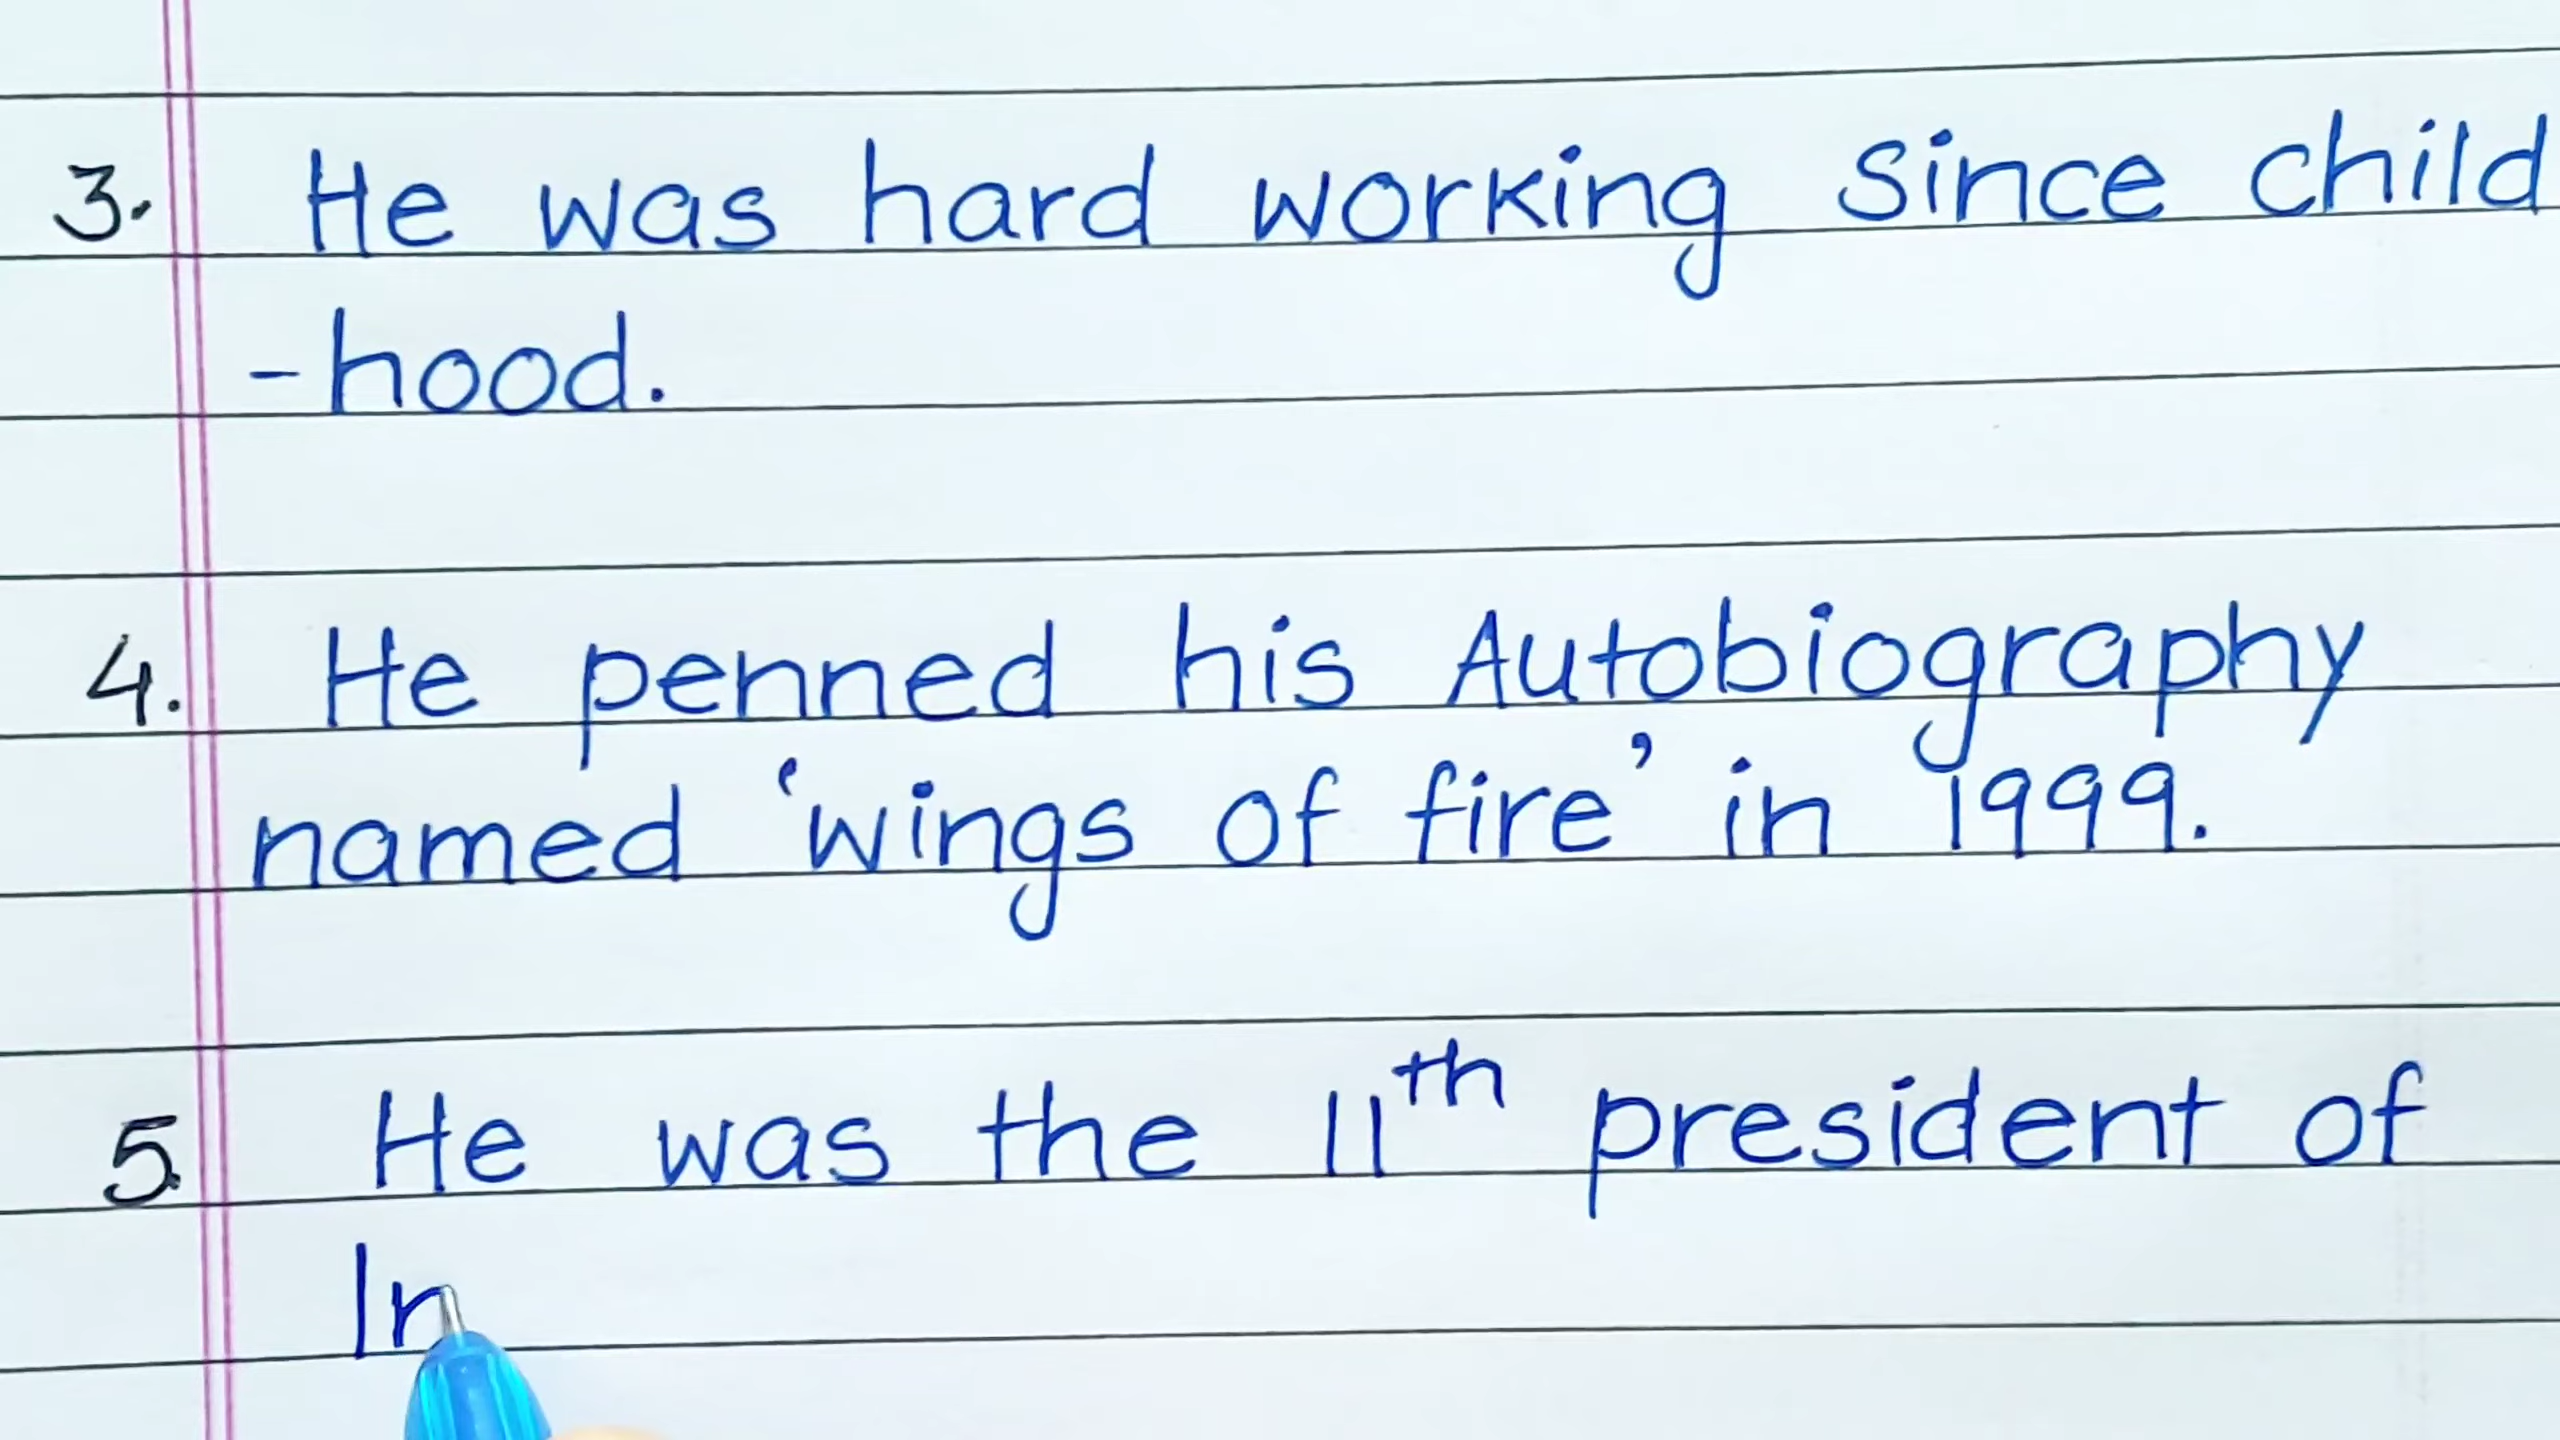 3. He was hard working since child
-hood.
4. He penned his Autobiography
named 'wings of fire' in 1999.
5. He was the 11th president of
In